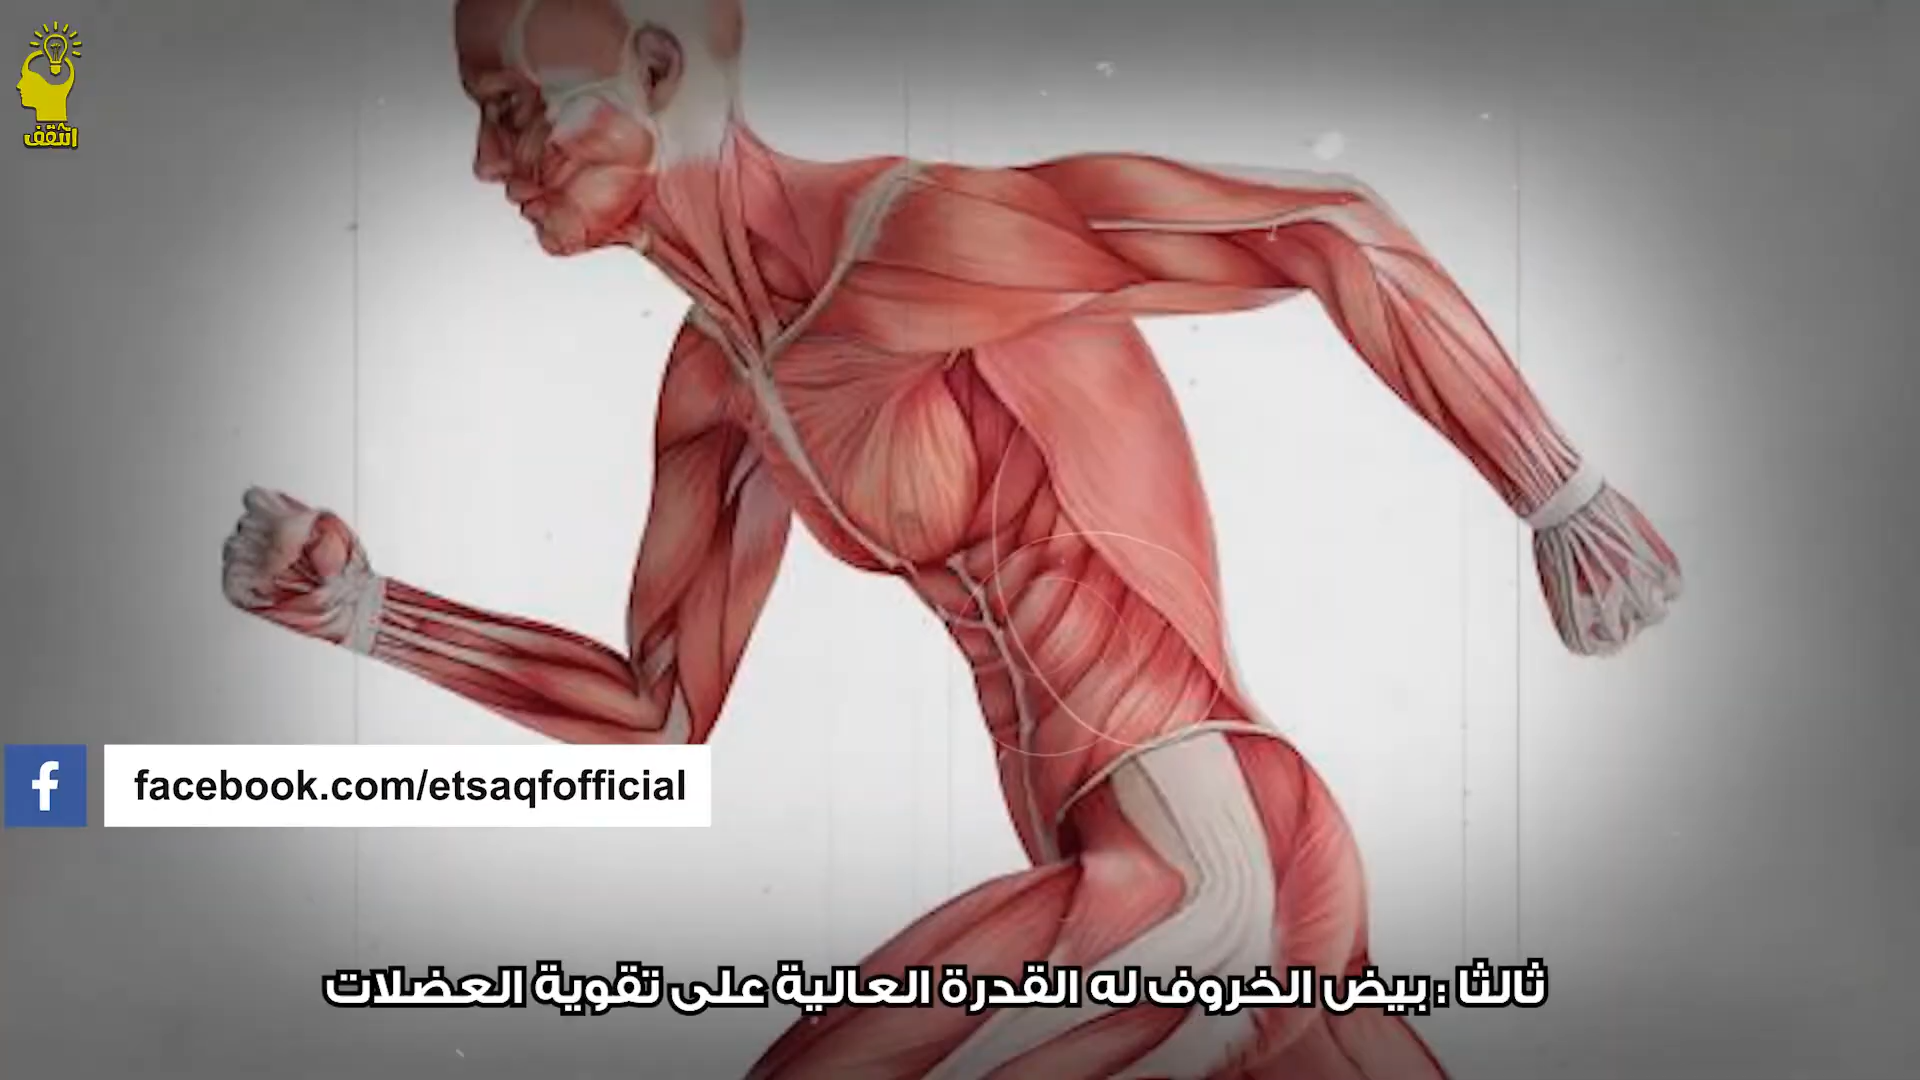 اتثقف
facebook.com/etsaqfofficial
ثالثا : بيض الخروف له القدرة العالية على تقوية العضلات